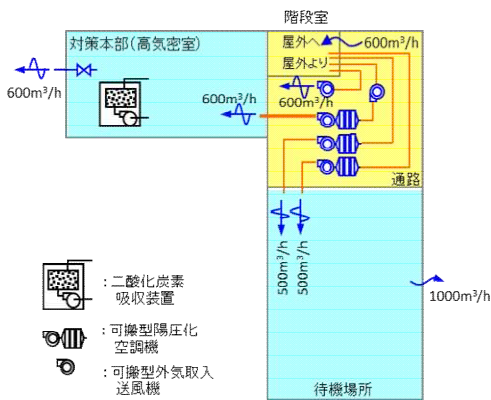 階段室
対策本部(高気密室)
屋外へ
600m³/h
屋外より
600m³/h
600m³/h
600m³/h
通路
500m³/h
500m³/h
1000m³/h
待機場所
:二酸化炭素
吸収装置
:可搬型陽圧化
空調機
:可搬型外気取入
送風機